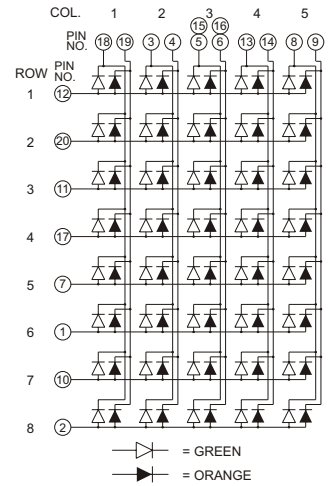 COL. 1 2 3 4 5
15 16
PIN NO. 18 19 3 4 5 6 13 14 8 9
ROW PIN NO.
1 12
2 20
3 11
4 17
5 7
6 1
7 10
8 2
= GREEN
= ORANGE